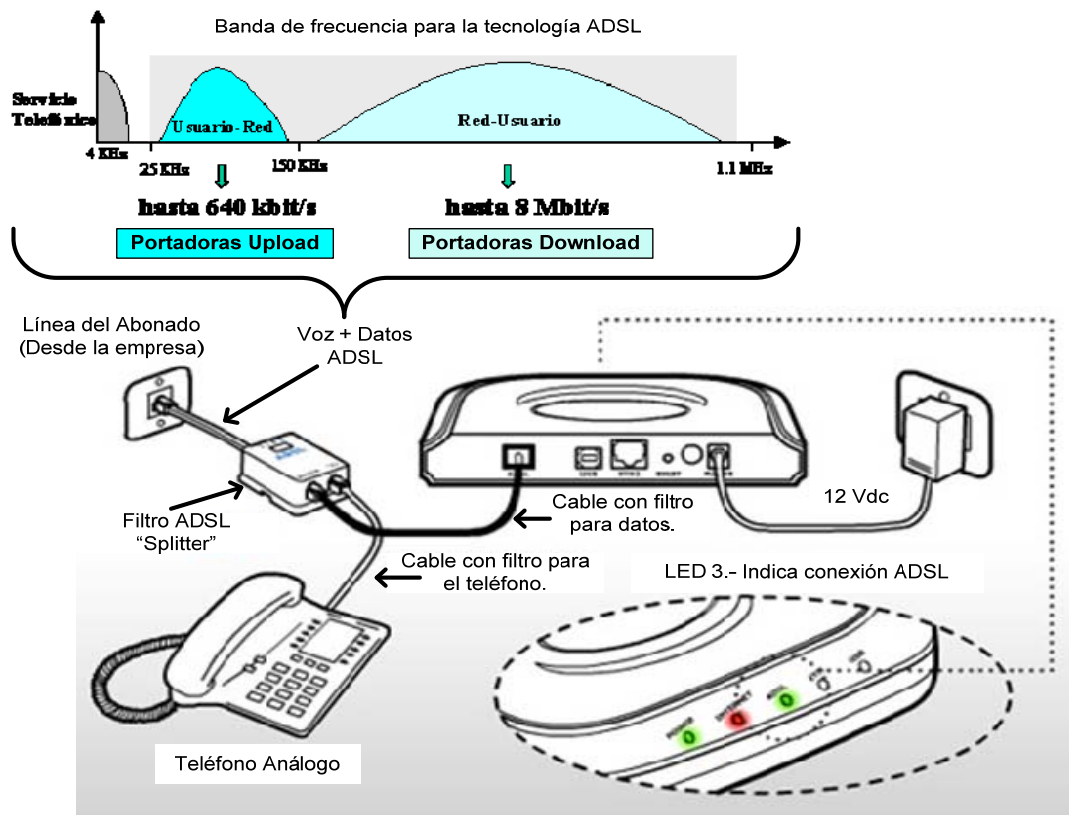 Banda de frecuencia para la tecnología ADSL
Servicio
Telefónico
Usuario-Red
Red-Usuario
4 KHz
25 KHz
150 KHz
1.1 MHz
hasta 640 kbit/s
hasta 8 Mbit/s
Portadoras Upload
Portadoras Download
Línea del Abonado
(Desde la empresa)
Voz + Datos
ADSL
12 Vdc
Cable con filtro
para datos.
Filtro ADSL
“Splitter”
Cable con filtro para
el teléfono.
LED 3.- Indica conexión ADSL
POWER
INTERNET
ADSL
Teléfono Análogo